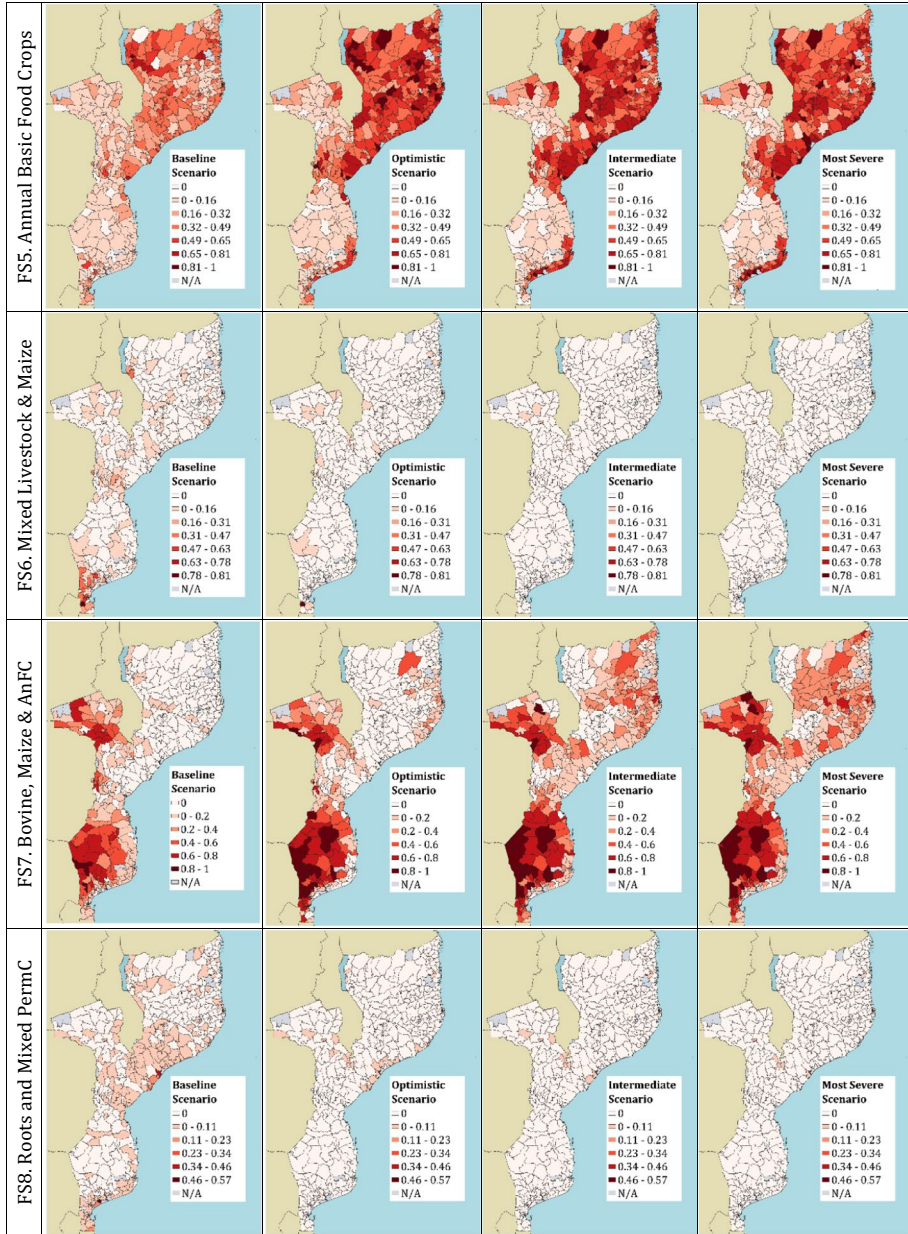 FS5. Annual Basic Food Crops
Baseline
Scenario
0
0 - 0.16
0.16 - 0.32
0.32 - 0.49
0.49 - 0.65
0.65 - 0.81
0.81 - 1
N/A
Optimistic
Scenario
0
0 - 0.16
0.16 - 0.32
0.32 - 0.49
0.49 - 0.65
0.65 - 0.81
0.81 - 1
N/A
Intermediate
Scenario
0
0 - 0.16
0.16 - 0.32
0.32 - 0.49
0.49 - 0.65
0.65 - 0.81
0.81 - 1
N/A
Most Severe
Scenario
0
0 - 0.16
0.16 - 0.32
0.32 - 0.49
0.49 - 0.65
0.65 - 0.81
0.81 - 1
N/A
FS6. Mixed Livestock & Maize
Baseline
Scenario
0
0 - 0.16
0.16 - 0.31
0.31 - 0.47
0.47 - 0.63
0.63 - 0.78
0.78 - 0.81
N/A
Optimistic
Scenario
0
0 - 0.16
0.16 - 0.31
0.31 - 0.47
0.47 - 0.63
0.63 - 0.78
0.78 - 0.81
N/A
Intermediate
Scenario
0
0 - 0.16
0.16 - 0.31
0.31 - 0.47
0.47 - 0.63
0.63 - 0.78
0.78 - 0.81
N/A
Most Severe
Scenario
0
0 - 0.16
0.16 - 0.31
0.31 - 0.47
0.47 - 0.63
0.63 - 0.78
0.78 - 0.81
N/A
FS7. Bovine, Maize & AnFC
Baseline
Scenario
0
0 - 0.2
0.2 - 0.4
0.4 - 0.6
0.6 - 0.8
0.8 - 1
N/A
Optimistic
Scenario
0
0 - 0.2
0.2 - 0.4
0.4 - 0.6
0.6 - 0.8
0.8 - 1
N/A
Intermediate
Scenario
0
0 - 0.2
0.2 - 0.4
0.4 - 0.6
0.6 - 0.8
0.8 - 1
N/A
Most Severe
Scenario
0
0 - 0.2
0.2 - 0.4
0.4 - 0.6
0.6 - 0.8
0.8 - 1
N/A
FS8. Roots and Mixed PermC
Baseline
Scenario
0
0 - 0.11
0.11 - 0.23
0.23 - 0.34
0.34 - 0.46
0.46 - 0.57
N/A
Optimistic
Scenario
0
0 - 0.11
0.11 - 0.23
0.23 - 0.34
0.34 - 0.46
0.46 - 0.57
N/A
Intermediate
Scenario
0
0 - 0.11
0.11 - 0.23
0.23 - 0.34
0.34 - 0.46
0.46 - 0.57
N/A
Most Severe
Scenario
0
0 - 0.11
0.11 - 0.23
0.23 - 0.34
0.34 - 0.46
0.46 - 0.57
N/A